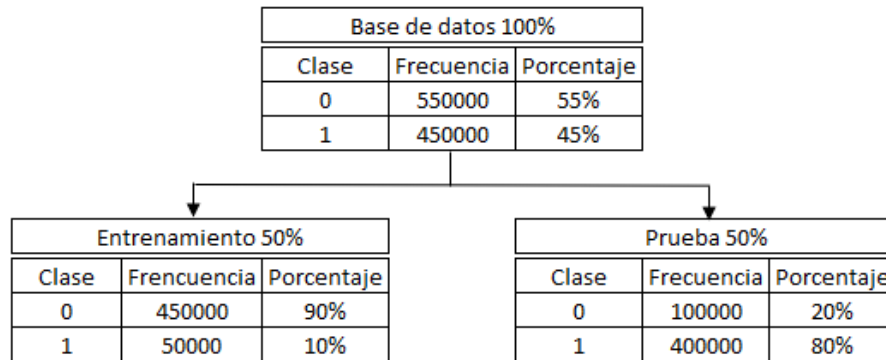 Base de datos 100%
Clase Frecuencia Porcentaje
0 550000 55%
1 450000 45%
Entrenamiento 50%
Clase Frencuencia Porcentaje
0 450000 90%
1 50000 10%
Prueba 50%
Clase Frecuencia Porcentaje
0 100000 20%
1 400000 80%